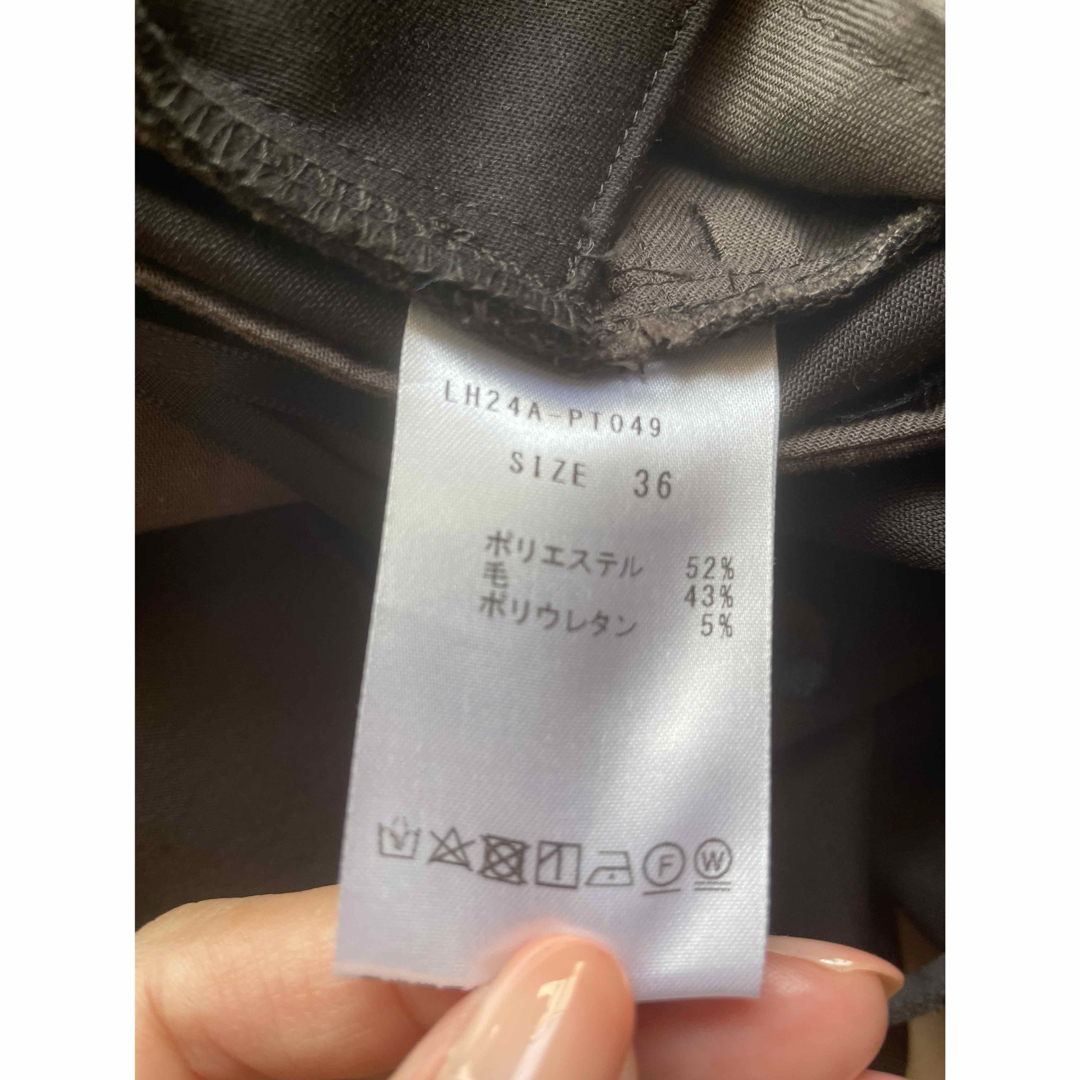 LH24A-PT049
SIZE 36
ポリエステル 52%
毛 43%
ポリウレタン 5%
F W